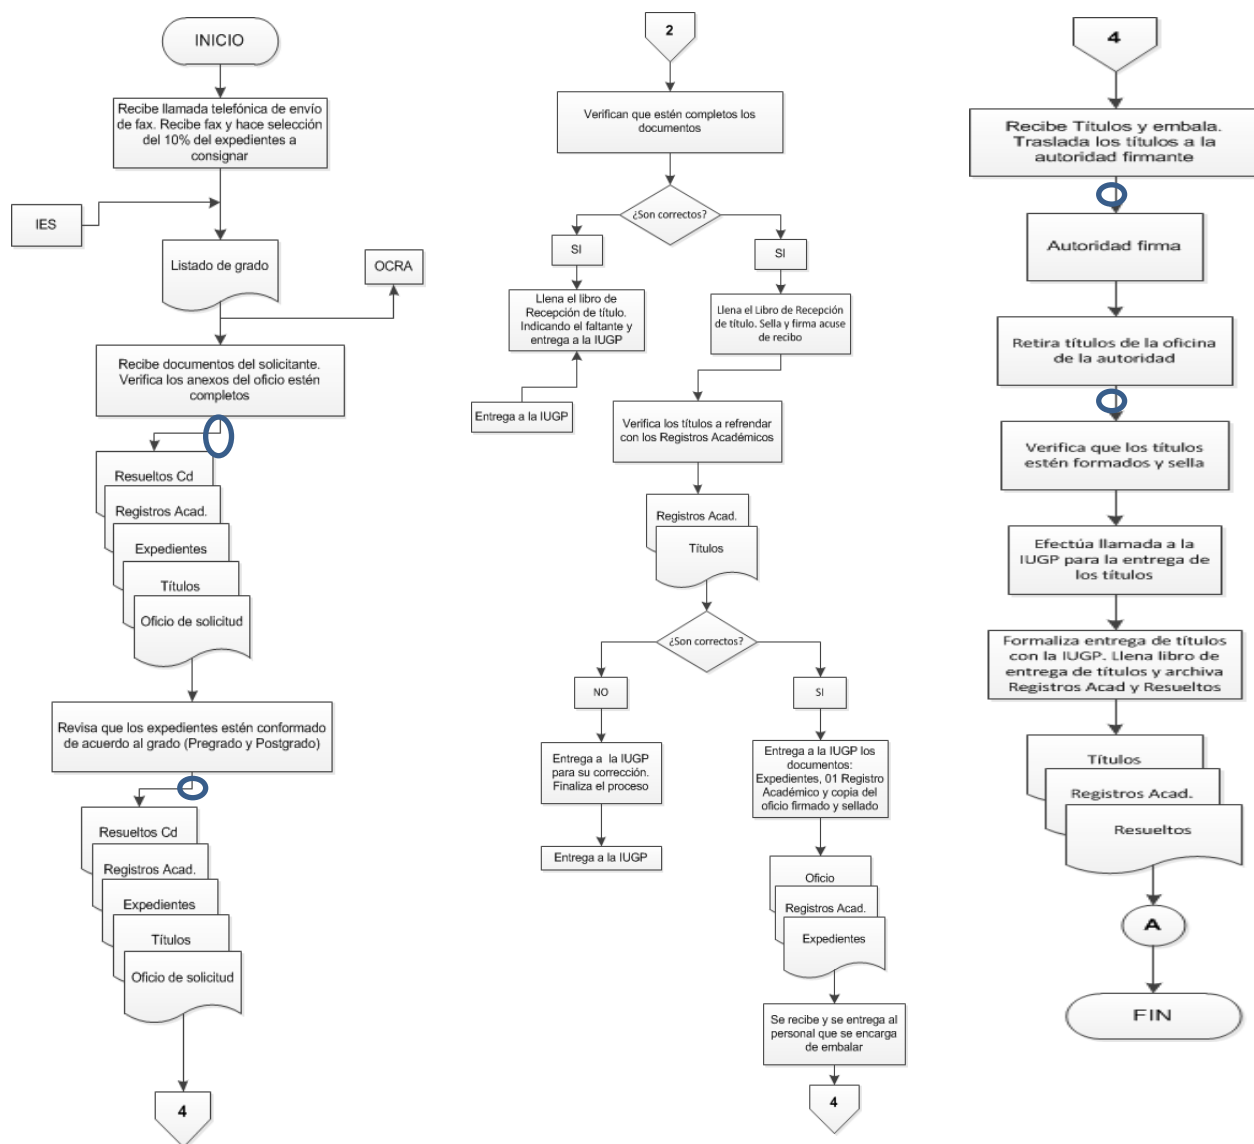 INICIO
Recibe llamada telefónica de envío
de fax. Recibe fax y hace selección
del 10% del expedientes a
consignar
IES
Listado de grado
OCRA
Recibe documentos del solicitante.
Verifica los anexos del oficio estén
completos
Resueltos Cd
Registros Acad.
Expedientes
Títulos
Oficio de solicitud
Revisa que los expedientes estén conformado
de acuerdo al grado (Pregrado y Postgrado)
Resueltos Cd
Registros Acad.
Expedientes
Títulos
Oficio de solicitud
4
2
Verifican que estén completos los
documentos
¿Son correctos?
SI
SI
Llena el libro de
Recepción de título.
Indicando el faltante y
entrega a la IUGP
Llena el Libro de Recepción
de título. Sella y firma acuse
de recibo
Entrega a la IUGP
Verifica los títulos a refrendar
con los Registros Académicos
Registros Acad.
Títulos
¿Son correctos?
NO
SI
Entrega a la IUGP
para su corrección.
Finaliza el proceso
Entrega a la IUGP
Entrega a la IUGP los
documentos:
Expedientes, 01 Registro
Académico y copia del
oficio firmado y sellado
Oficio
Registros Acad.
Expedientes
Se recibe y se entrega al
personal que se encarga
de embalar
4
4
Recibe Títulos y embala.
Traslada los títulos a la
autoridad firmante
Autoridad firma
Retira títulos de la oficina
de la autoridad
Verifica que los títulos
estén formados y sella
Efectúa llamada a la
IUGP para la entrega de
los títulos
Formaliza entrega de títulos
con la IUGP. Llena libro de
entrega de títulos y archiva
Registros Acad y Resueltos
Títulos
Registros Acad.
Resueltos
A
FIN